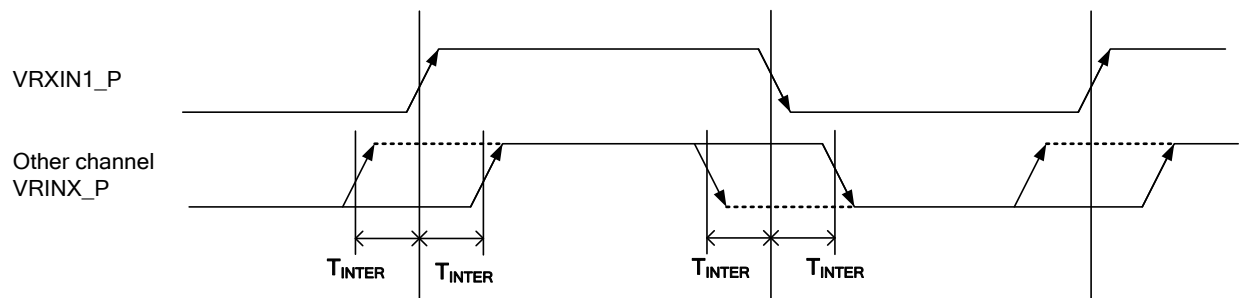 VRXIN1_P
Other channel
VRINX_P
TINTER
TINTER
TINTER
TINTER